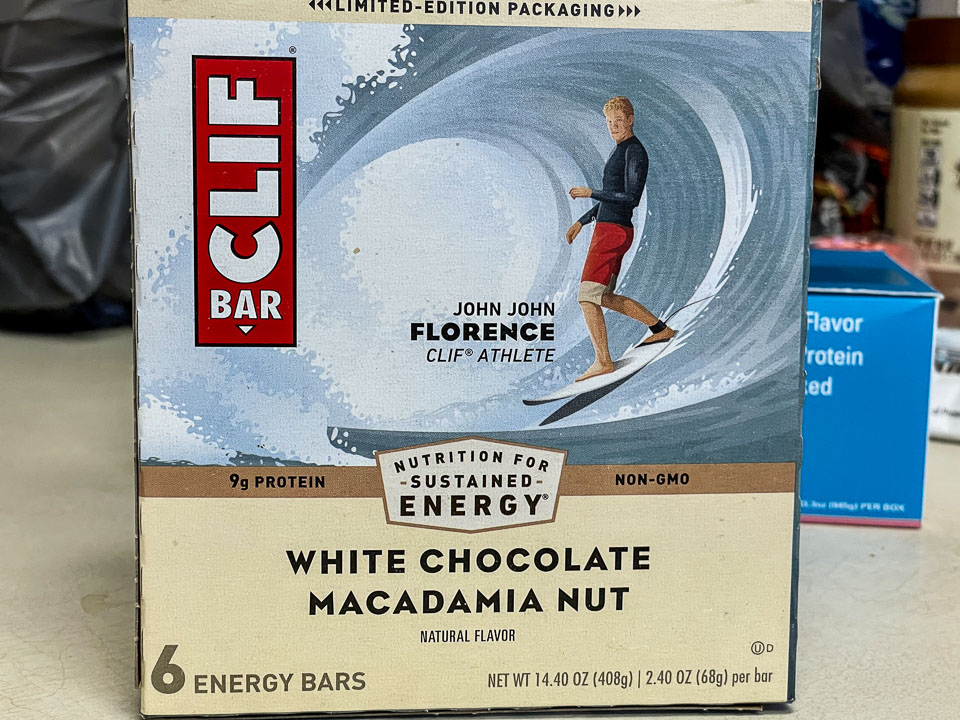 LIMITED-EDITION PACKAGING
CLIF®
BAR
JOHN JOHN
FLORENCE
CLIF® ATHLETE
NUTRITION FOR
-SUSTAINED-
ENERGY®
9g PROTEIN
NON-GMO
WHITE CHOCOLATE
MACADAMIA NUT
NATURAL FLAVOR
U D
6 ENERGY BARS
NET WT 14.40 OZ (408g) | 2.40 OZ (68g) per bar
Flavor
rotein
ed
PER BOX